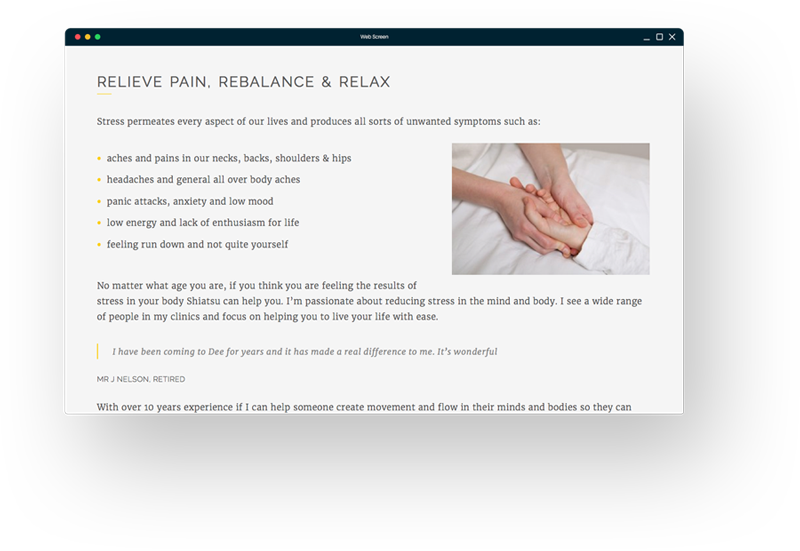 Web Screen
RELIEVE PAIN, REBALANCE & RELAX
Stress permeates every aspect of our lives and produces all sorts of unwanted symptoms such as:
aches and pains in our necks, backs, shoulders & hips
headaches and general all over body aches
panic attacks, anxiety and low mood
low energy and lack of enthusiasm for life
feeling run down and not quite yourself
No matter what age you are, if you think you are feeling the results of
stress in your body Shiatsu can help you. I'm passionate about reducing stress in the mind and body. I see a wide range
of people in my clinics and focus on helping you to live your life with ease.
I have been coming to Dee for years and it has made a real difference to me. It's wonderful
MR J NELSON, RETIRED
With over 10 years experience if I can help someone create movement and flow in their minds and bodies so they can